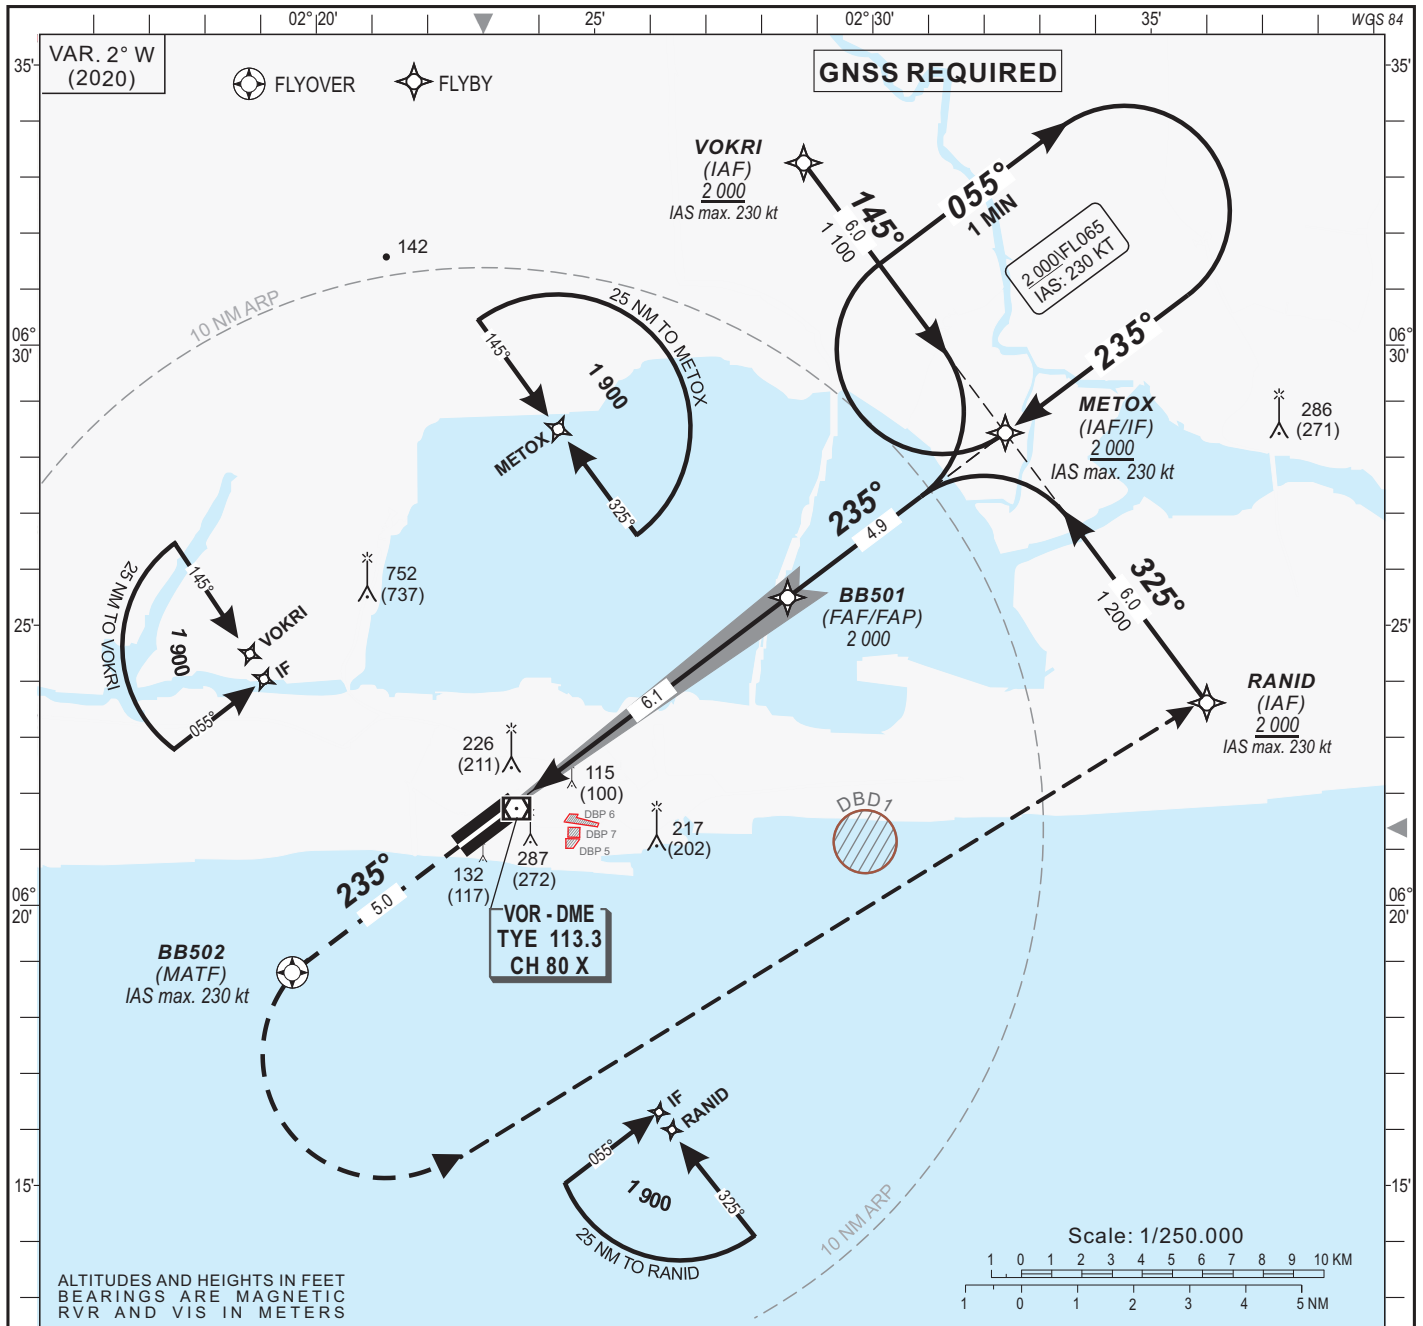 02° 20'
25'
02° 30'
35'
WGS 84
VAR. 2° W
(2020)
FLYOVER
FLYBY
GNSS REQUIRED
35'
35'
VOKRI
(IAF)
2 000
IAS max. 230 kt
145°
6.0
1 100
055°
1 MIN
2 000\FL065
IAS: 230 KT
235°
142
10 NM ARP
25 NM TO METOX
145°
1 900
METOX
325°
06°
30'
06°
30'
METOX
(IAF/IF)
2 000
IAS max. 230 kt
286
(271)
235°
4.9
752
(737)
25 NM TO VOKRI
145°
1 900
VOKRI
IF
055°
BB501
(FAF/FAP)
2 000
325°
6.0
1 200
25'
25'
6.1
RANID
(IAF)
2 000
IAS max. 230 kt
226
(211)
115
(100)
DBP 6
DBP 7
DBP 5
217
(202)
DBD1
287
(272)
132
(117)
235°
5.0
06°
20'
06°
20'
VOR - DME
TYE 113.3
CH 80 X
BB502
(MATF)
IAS max. 230 kt
IF
RANID
055°
1 900
325°
25 NM TO RANID
15'
15'
10 NM ARP
Scale: 1/250.000
1 0 1 2 3 4 5 6 7 8 9 10 KM
1 0 1 2 3 4 5 NM
ALTITUDES AND HEIGHTS IN FEET
BEARINGS ARE MAGNETIC
RVR AND VIS IN METERS